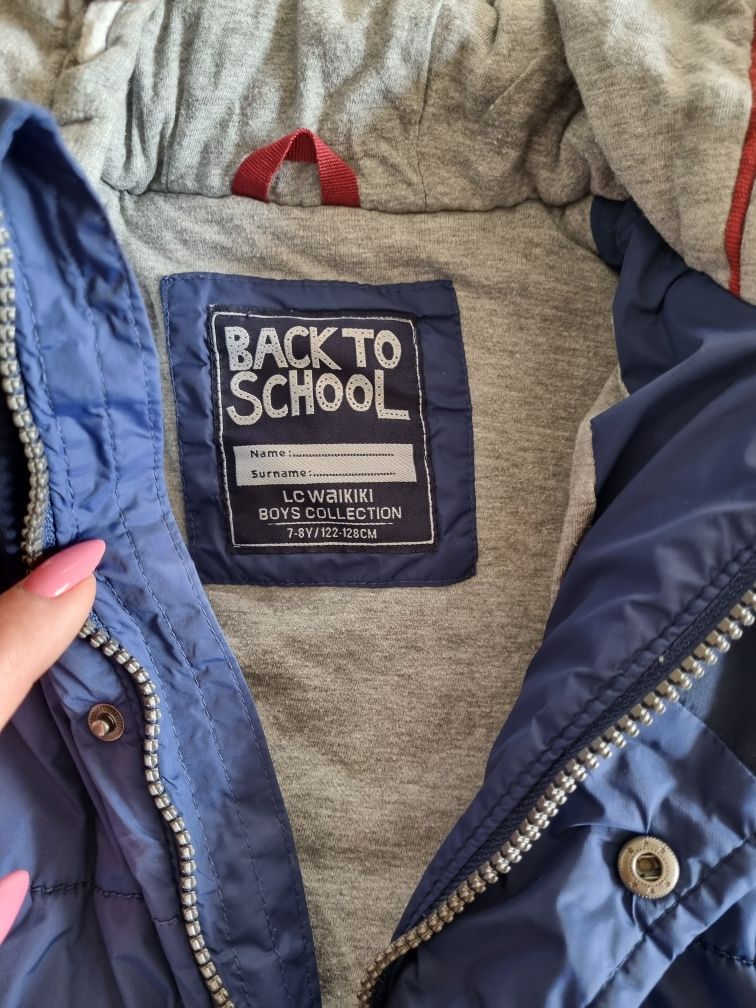 BACK TO
SCHOOL
Name:..............................
Surname:........................
LC WAIKIKI
BOYS COLLECTION
7-8Y/122-128CM